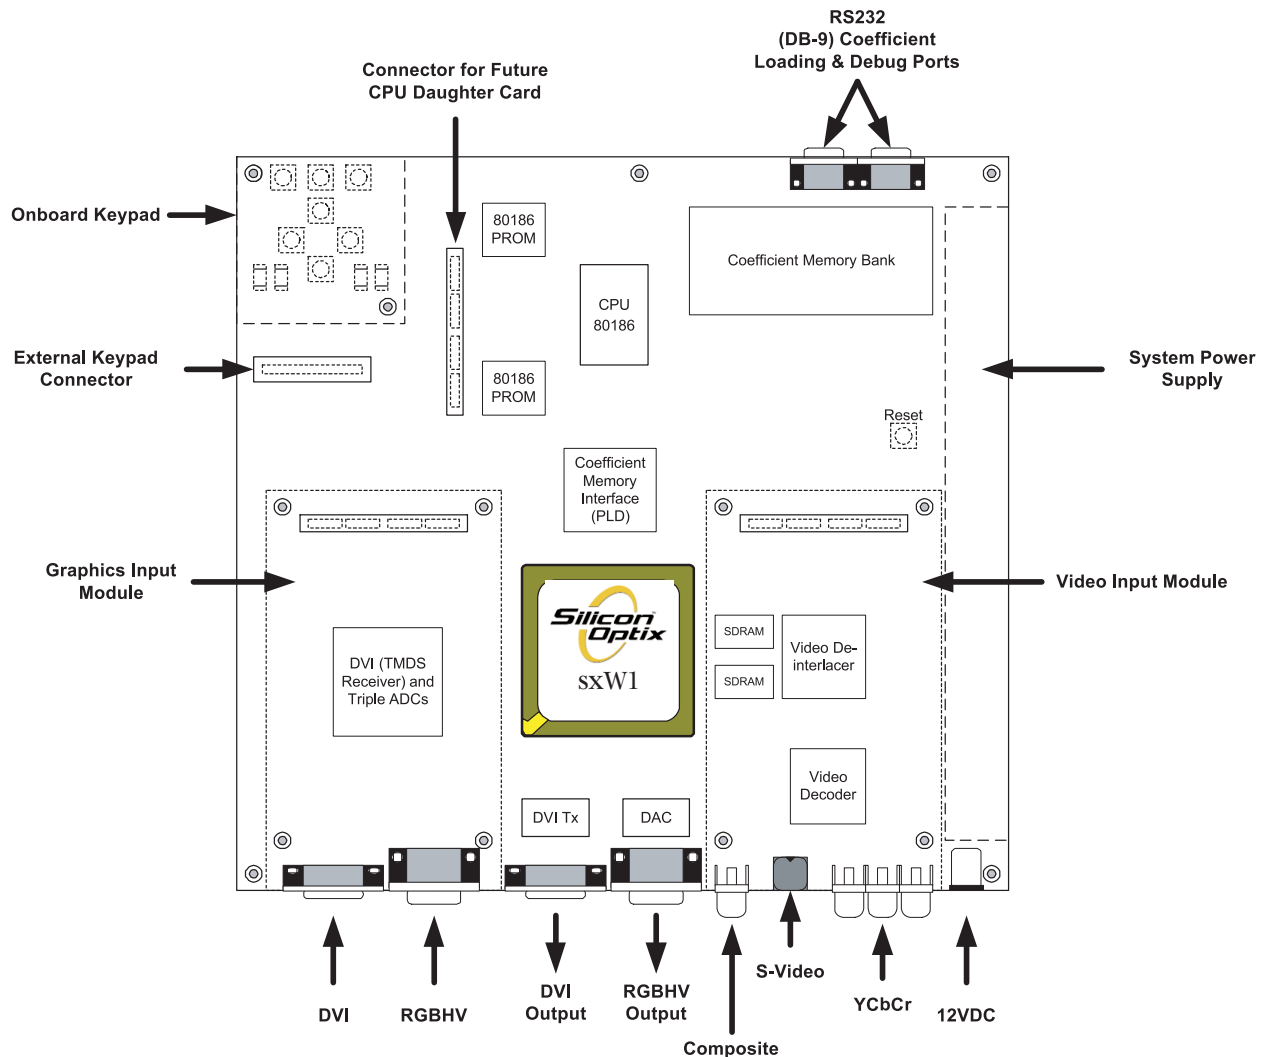 RS232
(DB-9) Coefficient
Loading & Debug Ports
Connector for Future
CPU Daughter Card
Onboard Keypad
80186
PROM
Coefficient Memory Bank
CPU
80186
External Keypad
Connector
System Power
Supply
80186
PROM
Reset
Coefficient
Memory
Interface
(PLD)
Graphics Input
Module
Video Input Module
Silicon
Optix
™
sxW1
SDRAM
SDRAM
Video De-
interlacer
DVI (TMDS
Receiver) and
Triple ADCs
Video
Decoder
DVI Tx
DAC
DVI
RGBHV
DVI
Output
RGBHV
Output
Composite
S-Video
YCbCr
12VDC